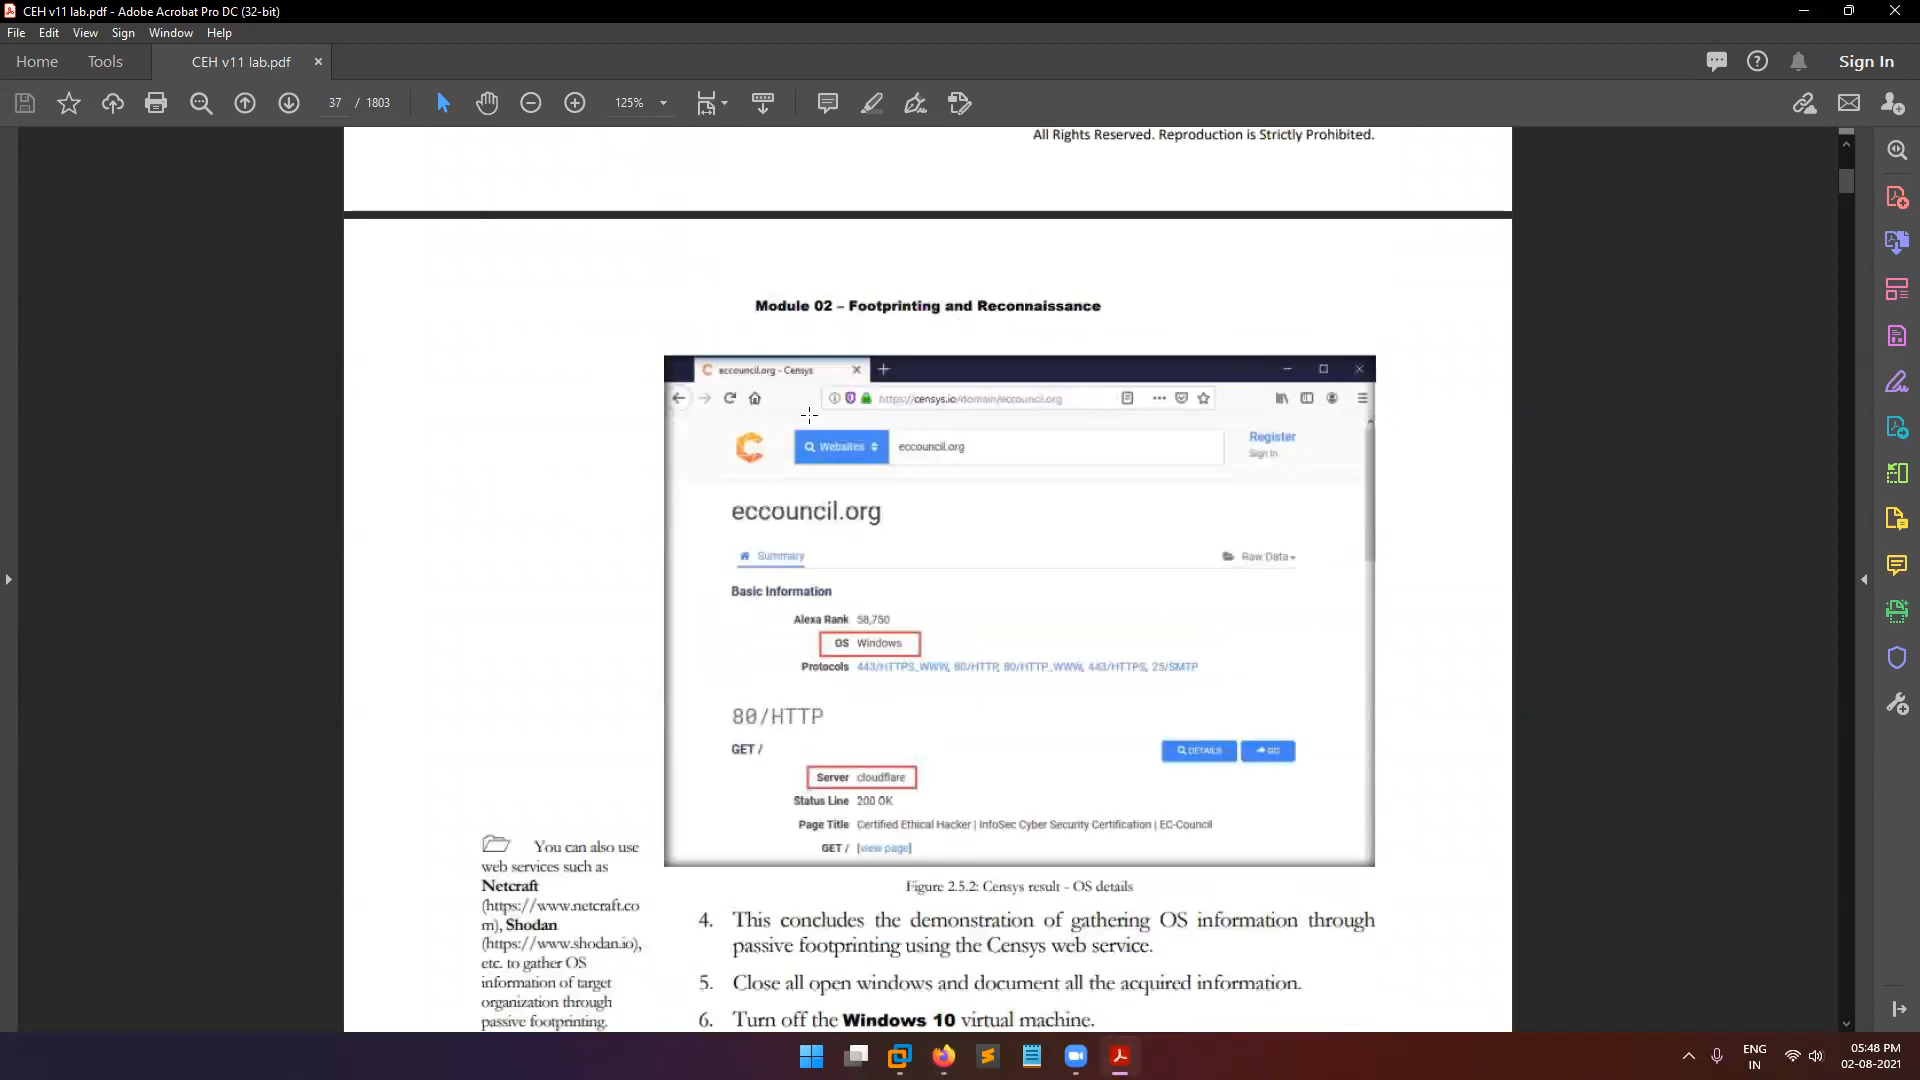 CEH v11 lab.pdf - Adobe Acrobat Pro DC (32-bit)
File Edit View Sign Window Help
Home Tools CEH v11 lab.pdf × Sign In
37 / 1803 125%
All Rights Reserved. Reproduction is Strictly Prohibited.
Module 02 – Footprinting and Reconnaissance
eccouncil.org - Censys
https://censys.io/domain/eccouncil.org
Websites eccouncil.org Register
Sign In
eccouncil.org
Summary Raw Data
Basic Information
Alexa Rank 58,750
OS Windows
Protocols 443/HTTPS_WWW, 80/HTTP, 80/HTTP_WWW, 443/HTTPS, 25/SMTP
80/HTTP
GET / DETAILS GO
Server cloudflare
Status Line 200 OK
Page Title Certified Ethical Hacker | InfoSec Cyber Security Certification | EC-Council
GET / [view page]
You can also use
web services such as
Netcraft
(https://www.netcraft.co
m), Shodan
(https://www.shodan.io),
etc. to gather OS
information of target
organization through
passive footprinting.
Figure 2.5.2: Censys result - OS details
4. This concludes the demonstration of gathering OS information through
passive footprinting using the Censys web service.
5. Close all open windows and document all the acquired information.
6. Turn off the Windows 10 virtual machine.
ENG
IN
05:48 PM
02-08-2021